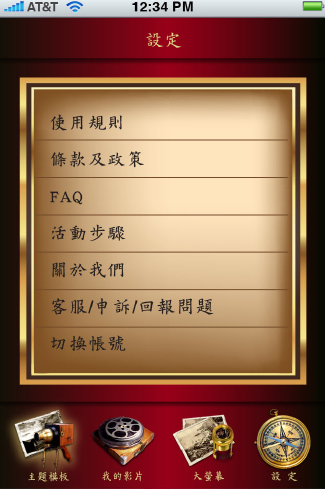 AT&T 12:34 PM
設定
使用規則
條款及政策
FAQ
活動步驟
關於我們
客服/申訴/回報問題
切換帳號
主題模板 我的影片 大螢幕 設定